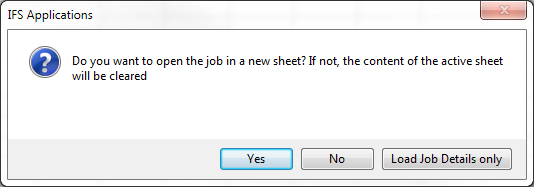 IFS Applications
Do you want to open the job in a new sheet? If not, the content of the active sheet
will be cleared
Yes
No
Load Job Details only